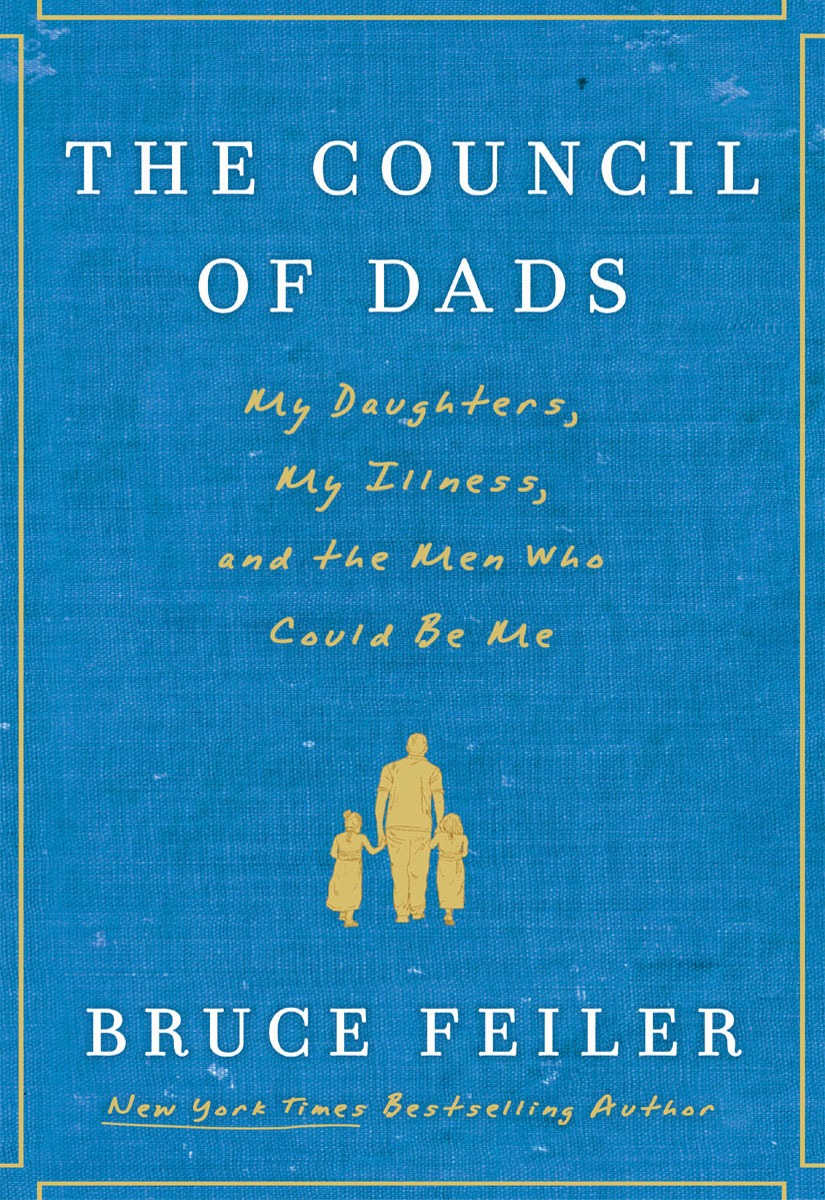 THE COUNCIL
OF DADS
My Daughters,
My Illness,
and the Men Who
Could Be Me
BRUCE FEILER
New York Times Bestselling Author